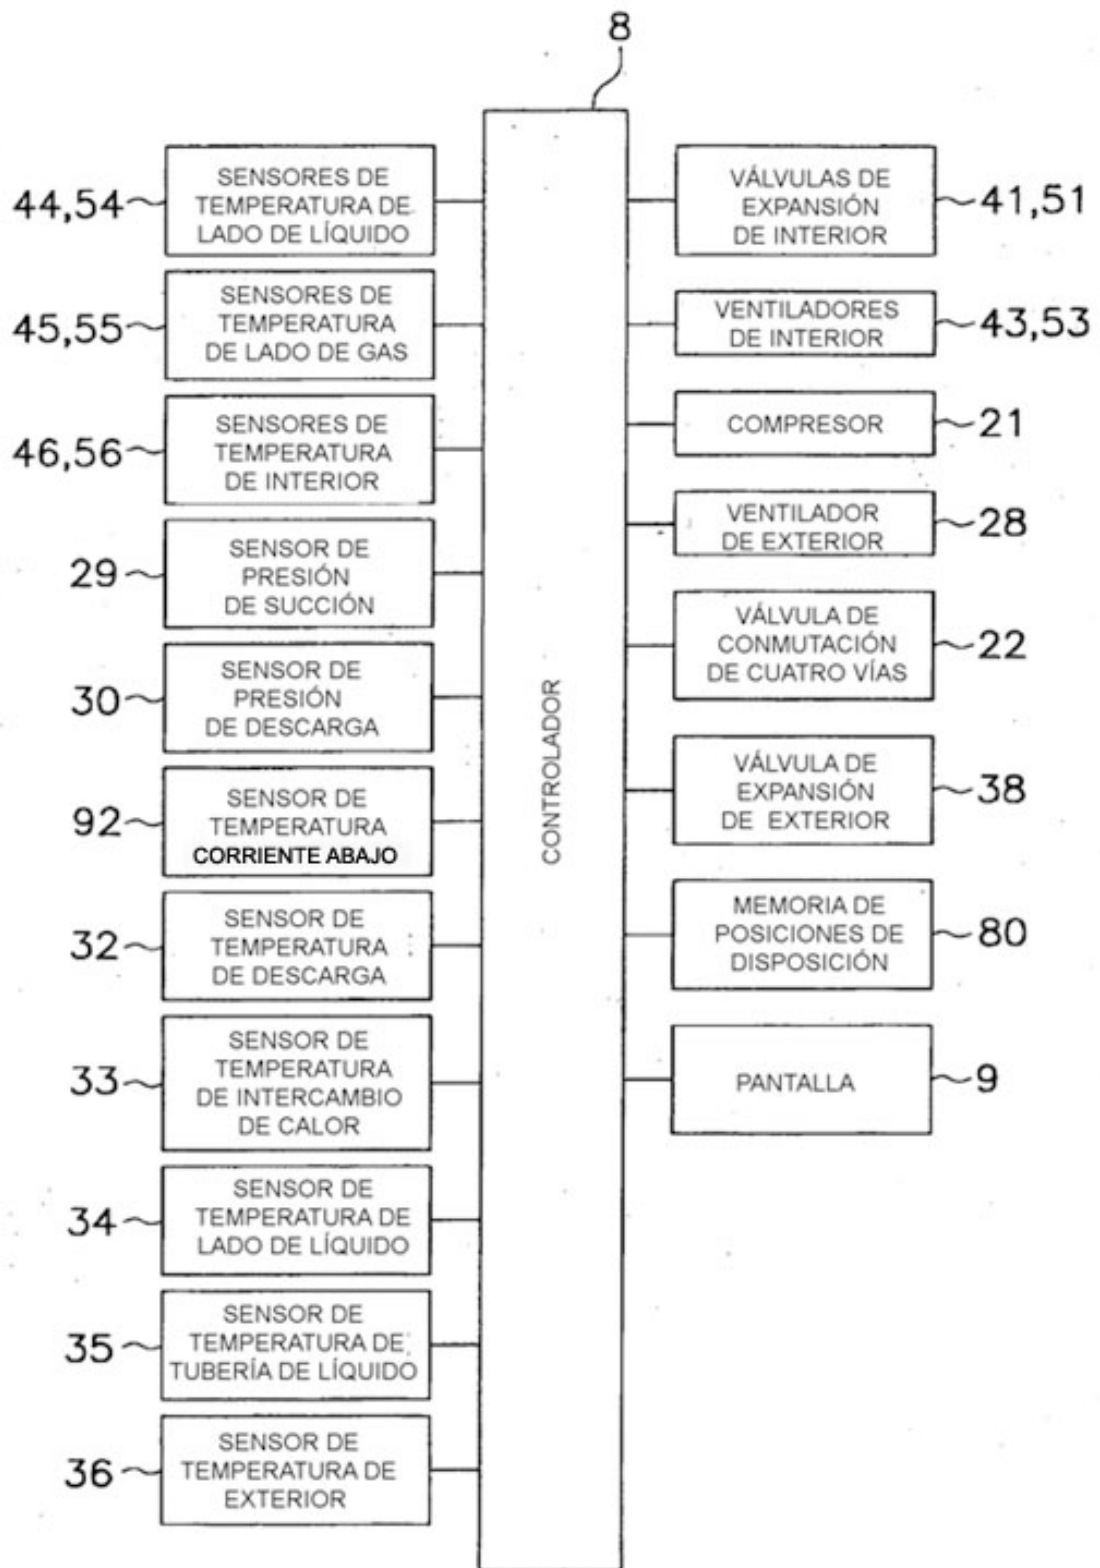 8
44,54
SENSORES DE
TEMPERATURA DE
LADO DE LÍQUIDO
45,55
SENSORES DE
TEMPERATURA
DE LADO DE GAS
46,56
SENSORES DE
TEMPERATURA
DE INTERIOR
29
SENSOR DE
PRESIÓN
DE SUCCIÓN
30
SENSOR DE
PRESIÓN
DE DESCARGA
92
SENSOR DE
TEMPERATURA
CORRIENTE ABAJO
32
SENSOR DE
TEMPERATURA
DE DESCARGA
33
SENSOR DE
TEMPERATURA
DE INTERCAMBIO
DE CALOR
34
SENSOR DE
TEMPERATURA DE
LADO DE LÍQUIDO
35
SENSOR DE
TEMPERATURA DE
TUBERÍA DE LÍQUIDO
36
SENSOR DE
TEMPERATURA DE
EXTERIOR
CONTROLADOR
VÁLVULAS DE
EXPANSIÓN
DE INTERIOR
41,51
VENTILADORES
DE INTERIOR
43,53
COMPRESOR
21
VENTILADOR
DE EXTERIOR
28
VÁLVULA DE
CONMUTACIÓN
DE CUATRO VÍAS
22
VÁLVULA DE
EXPANSIÓN
DE EXTERIOR
38
MEMORIA DE
POSICIONES DE
DISPOSICIÓN
80
PANTALLA
9